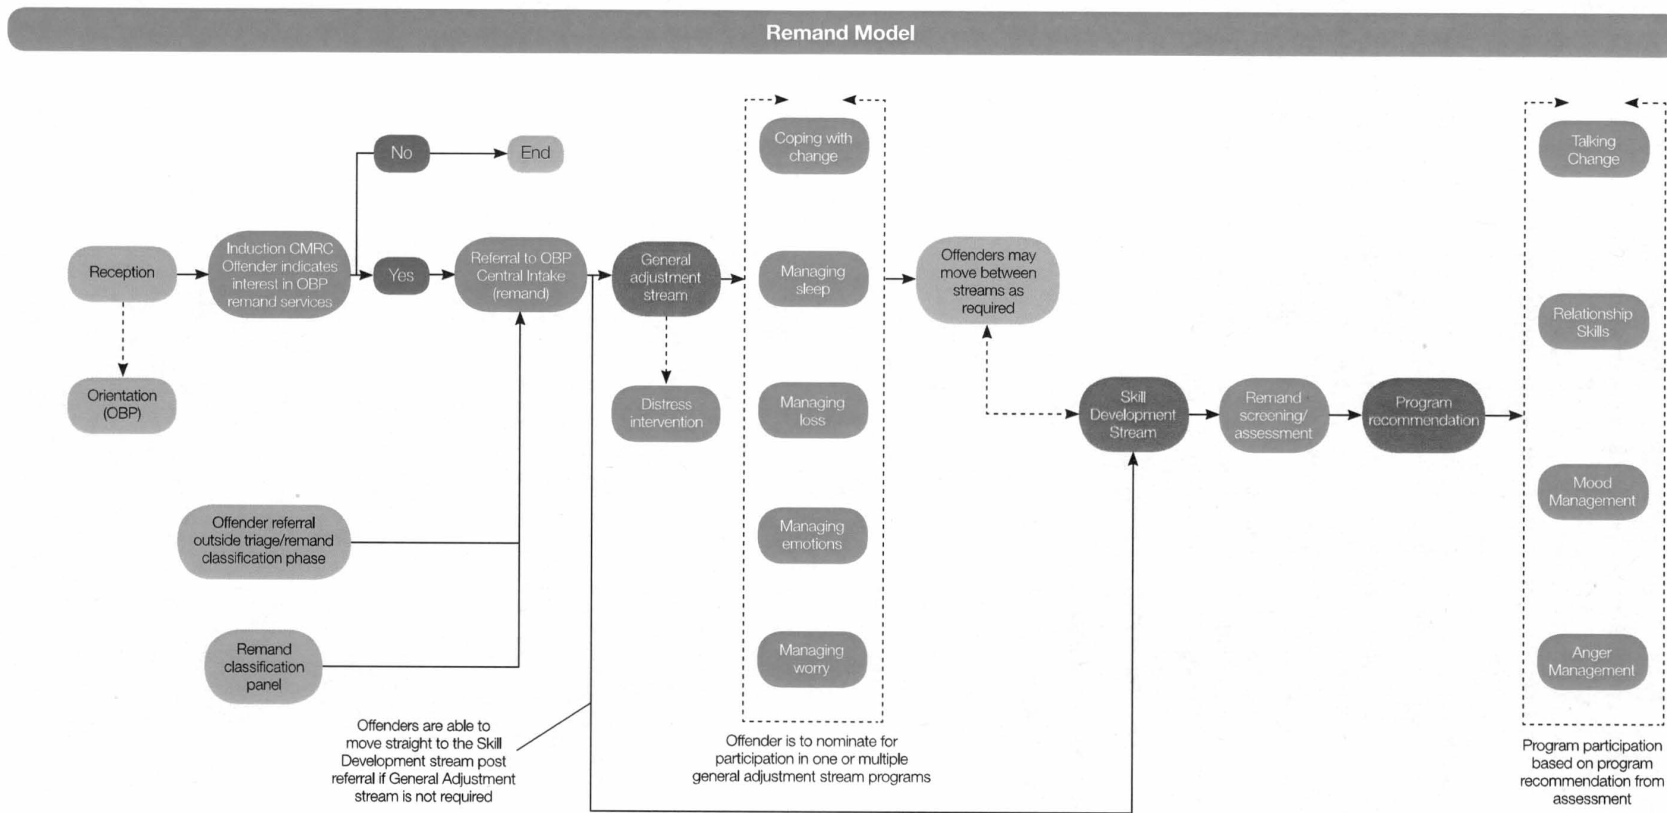 Remand Model
No
End
Reception
Induction CMRC
Offender indicates
interest in OBP
remand services
Yes
Referral to OBP
Central Intake
(remand)
General
adjustment
stream
Orientation
(OBP)
Distress
intervention
Offender referral
outside triage/remand
classification phase
Remand
classification
panel
Offenders are able to
move straight to the Skill
Development stream post
referral if General Adjustment
stream is not required
Coping with
change
Managing
sleep
Managing
loss
Managing
emotions
Managing
worry
Offender is to nominate for
participation in one or multiple
general adjustment stream programs
Offenders may
move between
streams as
required
Skill
Development
Stream
Remand
screening/
assessment
Program
recommendation
Talking
Change
Relationship
Skills
Mood
Management
Anger
Management
Program participation
based on program
recommendation from
assessment